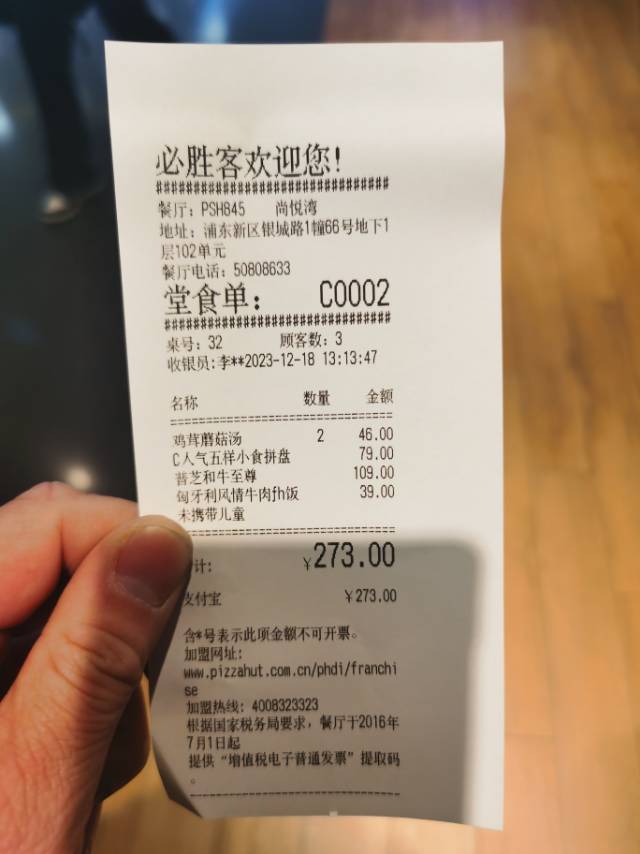 必胜客欢迎您!
################################
餐厅: PSH845 尚悦湾
地址: 浦东新区银城路1幢66号地下1
层102单元
餐厅电话: 50808633
堂食单: C0002
################################
桌号: 32 顾客数: 3
收银员:李**2023-12-18 13:13:47
名称 数量 金额
================================
鸡茸蘑菇汤 2 46.00
C人气五样小食拼盘 79.00
普芝和牛至尊 109.00
匈牙利风情牛肉fh饭 39.00
未携带儿童
--------------------------------
计: ¥273.00
支付宝 ¥273.00
含*号表示此项金额不可开票。
加盟网址:
www.pizzahut.com.cn/phdi/franchi
se
加盟热线: 4008323323
根据国家税务局要求，餐厅于2016年
7月1日起
提供“增值税电子普通发票”提取码
。
--------------------------------